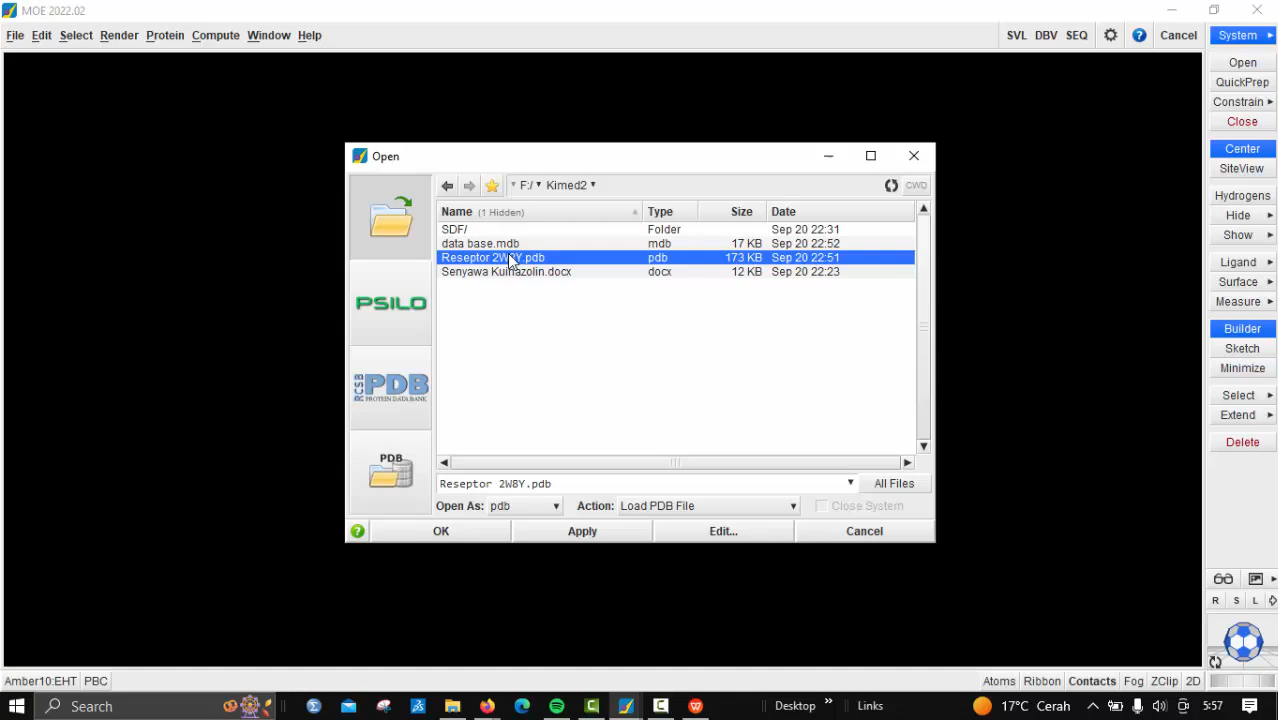 MOE 2022.02
File Edit Select Render Protein Compute Window Help SVL DBV SEQ Cancel
System
Open
QuickPrep
Constrain
Close
Center
SiteView
Hydrogens
Hide
Show
Ligand
Surface
Measure
Builder
Sketch
Minimize
Select
Extend
Delete
R S L
Open
F:/ Kimed2 CWD
Name (1 Hidden) Type Size Date
SDF/ Folder Sep 20 22:31
data base.mdb mdb 17 KB Sep 20 22:52
Reseptor 2W8Y.pdb pdb 173 KB Sep 20 22:51
Senyawa Kuinazolin.docx docx 12 KB Sep 20 22:23
PSILO
RCSB PDB
PROTEIN DATA BANK
PDB
Reseptor 2W8Y.pdb All Files
Open As: pdb Action: Load PDB File Close System
OK Apply Edit... Cancel
Amber10:EHT PBC Atoms Ribbon Contacts Fog ZClip 2D
Search Desktop Links 17°C Cerah 5:57